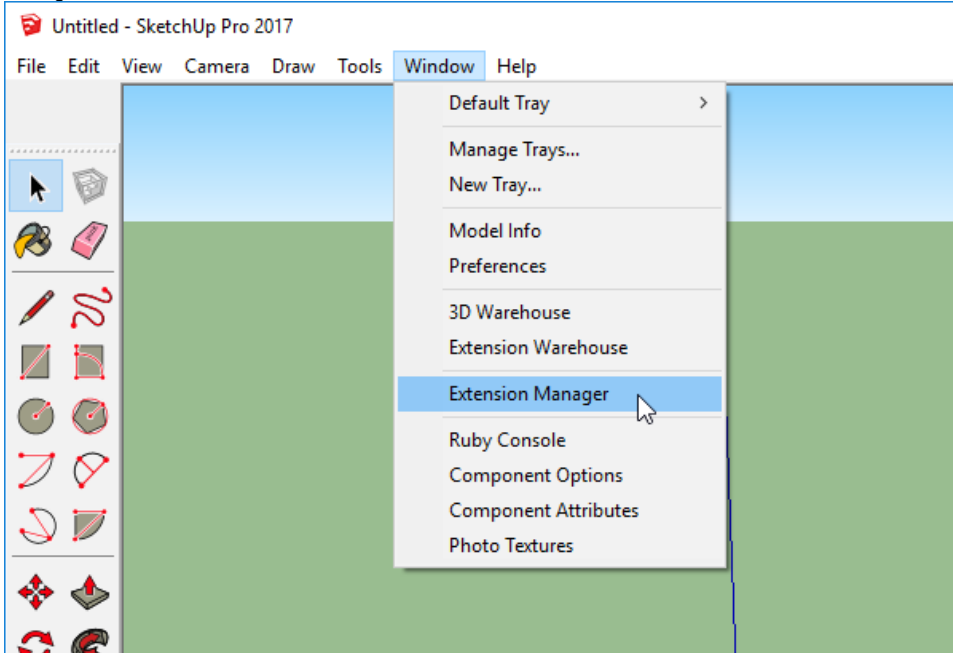 Untitled - SketchUp Pro 2017
File Edit View Camera Draw Tools Window Help
Default Tray
Manage Trays...
New Tray...
Model Info
Preferences
3D Warehouse
Extension Warehouse
Extension Manager
Ruby Console
Component Options
Component Attributes
Photo Textures